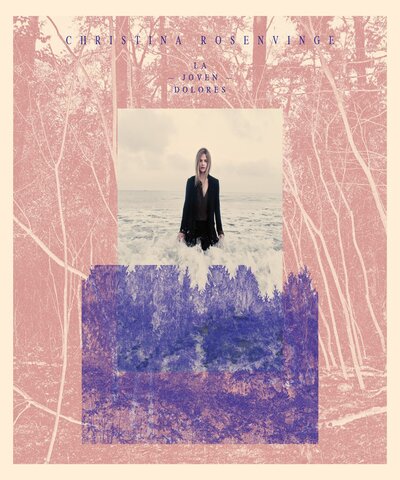 CHRISTINA ROSENVINGE
LA
– JOVEN –
DOLORES